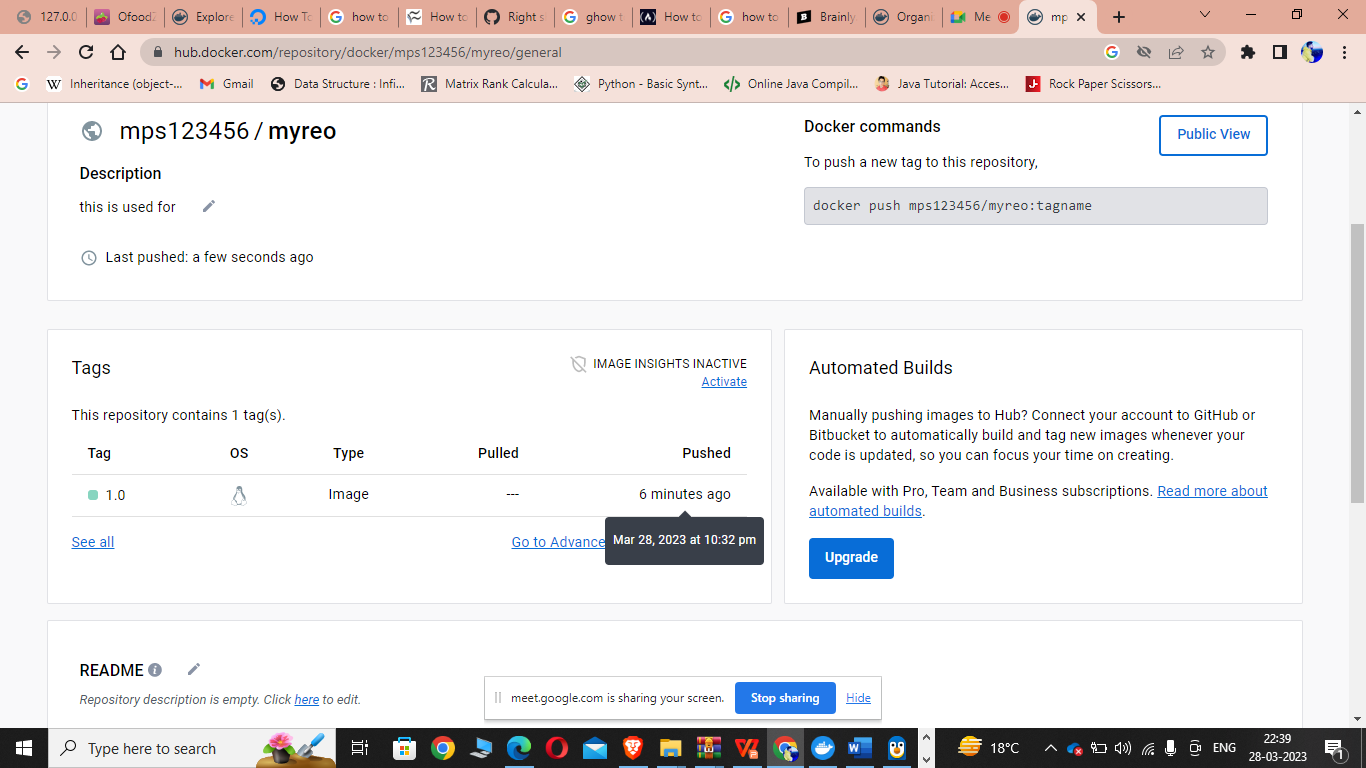 127.0.0
Ofood
Explore
How To
how to
How to
Right s
ghow t
How to
how to
Brainly
Organi
Me
mp
hub.docker.com/repository/docker/mps123456/myreo/general
Inheritance (object-...
Gmail
Data Structure : Infi...
Matrix Rank Calcula...
Python - Basic Synt...
Online Java Compil...
Java Tutorial: Acces...
Rock Paper Scissors...
mps123456 / myreo
Description
this is used for
Last pushed: a few seconds ago
Docker commands
Public View
To push a new tag to this repository,
docker push mps123456/myreo:tagname
Tags
IMAGE INSIGHTS INACTIVE
Activate
This repository contains 1 tag(s).
Tag OS Type Pulled Pushed
1.0 Image --- 6 minutes ago
See all
Go to Advance
Mar 28, 2023 at 10:32 pm
Automated Builds
Manually pushing images to Hub? Connect your account to GitHub or
Bitbucket to automatically build and tag new images whenever your
code is updated, so you can focus your time on creating.
Available with Pro, Team and Business subscriptions. Read more about
automated builds.
Upgrade
README
Repository description is empty. Click here to edit.
meet.google.com is sharing your screen.
Stop sharing
Hide
Type here to search
18°C
ENG
22:39
28-03-2023
1